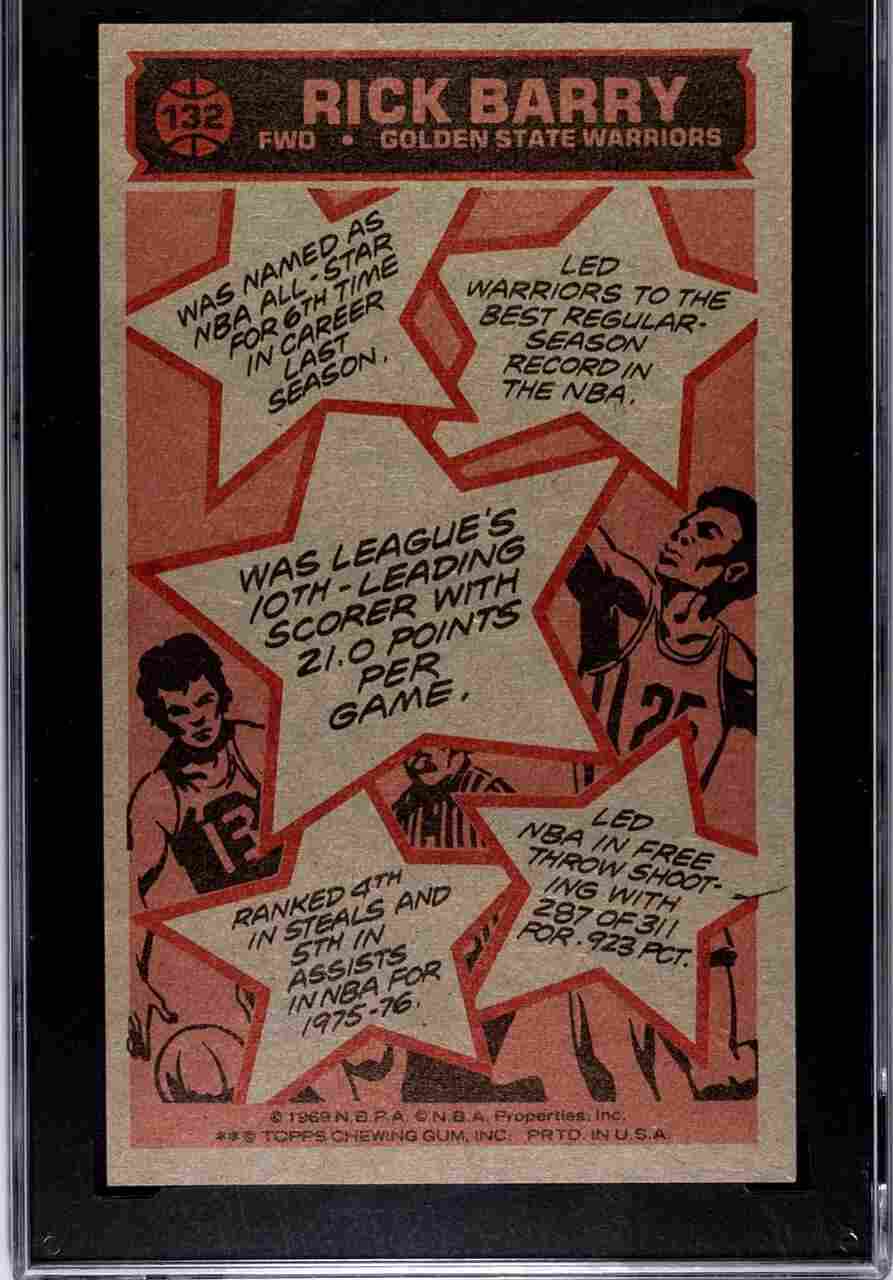 132
RICK BARRY
FWD • GOLDEN STATE WARRIORS
WAS NAMED AS
NBA ALL-STAR
FOR 6TH TIME
IN CAREER
LAST
SEASON.
LED
WARRIORS TO THE
BEST REGULAR-
SEASON
RECORD IN
THE NBA.
WAS LEAGUE'S
10TH-LEADING
SCORER WITH
21.0 POINTS
PER
GAME.
25
13
RANKED 4TH
IN STEALS AND
5TH IN
ASSISTS
IN NBA FOR
1975-76.
LED
NBA IN FREE
THROW SHOOT-
ING WITH
287 OF 311
FOR .923 PCT.
© 1969 N.B.P.A. © N.B.A. Properties, Inc.
**© TOPPS CHEWING GUM, INC. PRTD. IN U.S.A.